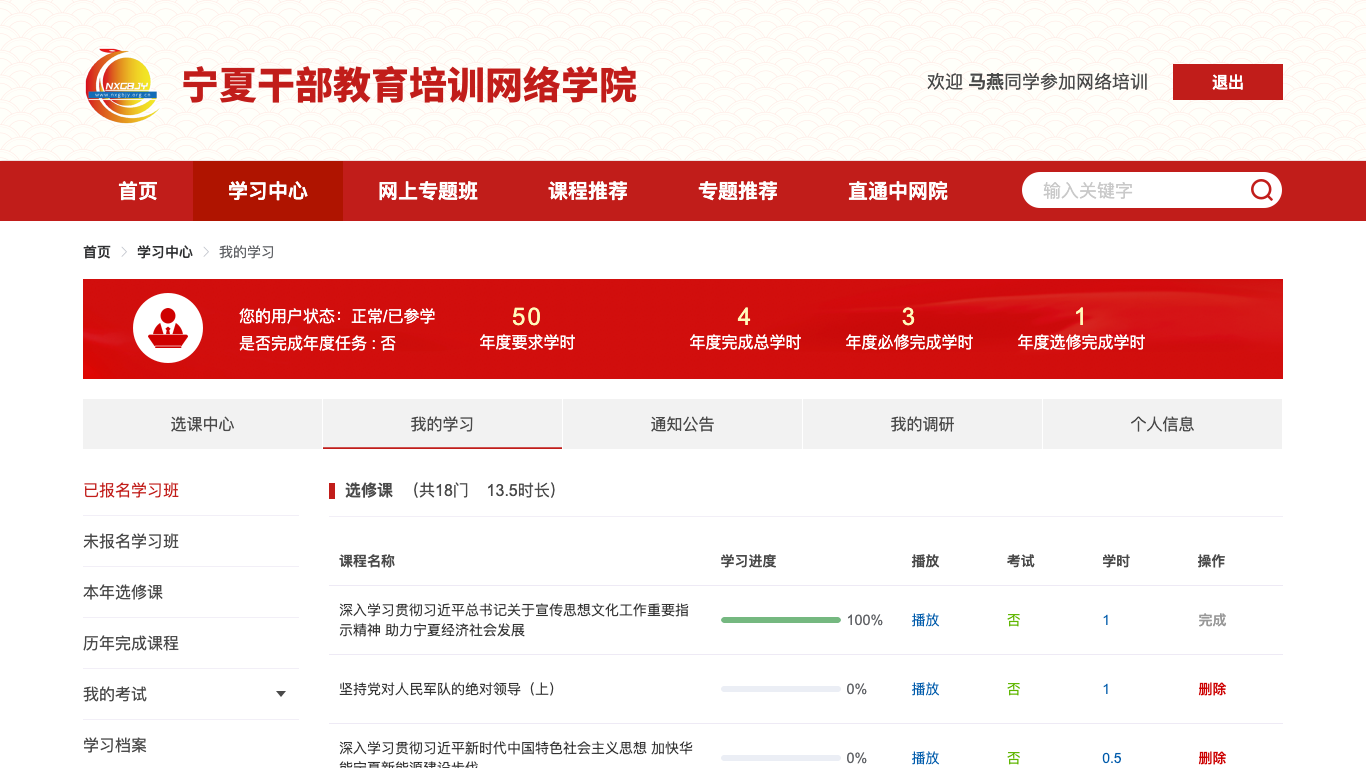 NXGBJY
www.nxgbjy.org.cn
宁夏干部教育培训网络学院
欢迎 马燕同学参加网络培训
退出
首页 学习中心 网上专题班 课程推荐 专题推荐 直通中网院 输入关键字
首页 学习中心 我的学习
您的用户状态：正常/已参学
是否完成年度任务 : 否
50
年度要求学时
4
年度完成总学时
3
年度必修完成学时
1
年度选修完成学时
选课中心 我的学习 通知公告 我的调研 个人信息
已报名学习班
未报名学习班
本年选修课
历年完成课程
我的考试
学习档案
选修课 （共18门 13.5时长）
课程名称 学习进度 播放 考试 学时 操作
深入学习贯彻习近平总书记关于宣传思想文化工作重要指
示精神 助力宁夏经济社会发展
100% 播放 否 1 完成
坚持党对人民军队的绝对领导（上） 0% 播放 否 1 删除
深入学习贯彻习近平新时代中国特色社会主义思想 加快华
能宁夏新能源建设步伐
0% 播放 否 0.5 删除